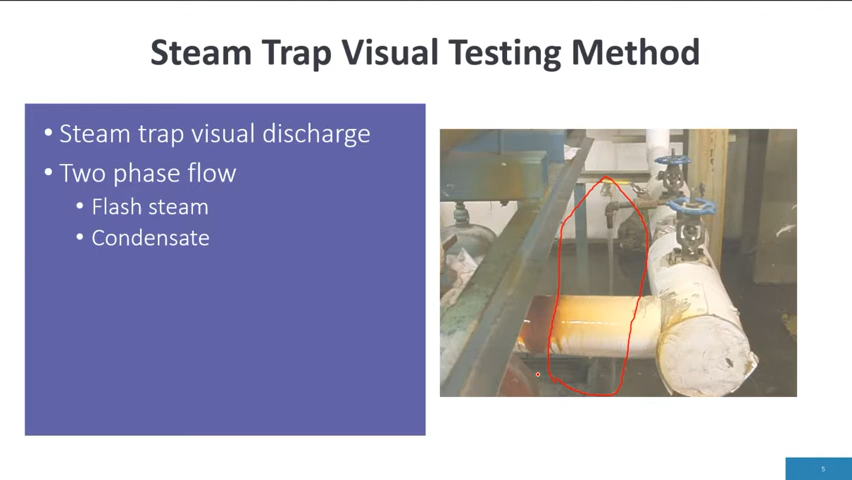 Steam Trap Visual Testing Method
• Steam trap visual discharge
• Two phase flow
• Flash steam
• Condensate
5